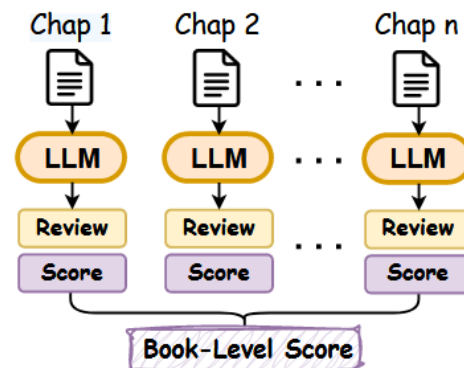 Chap 1 Chap 2 ... Chap n
LLM LLM ... LLM
Review Review Review
Score Score ... Score
Book-Level Score